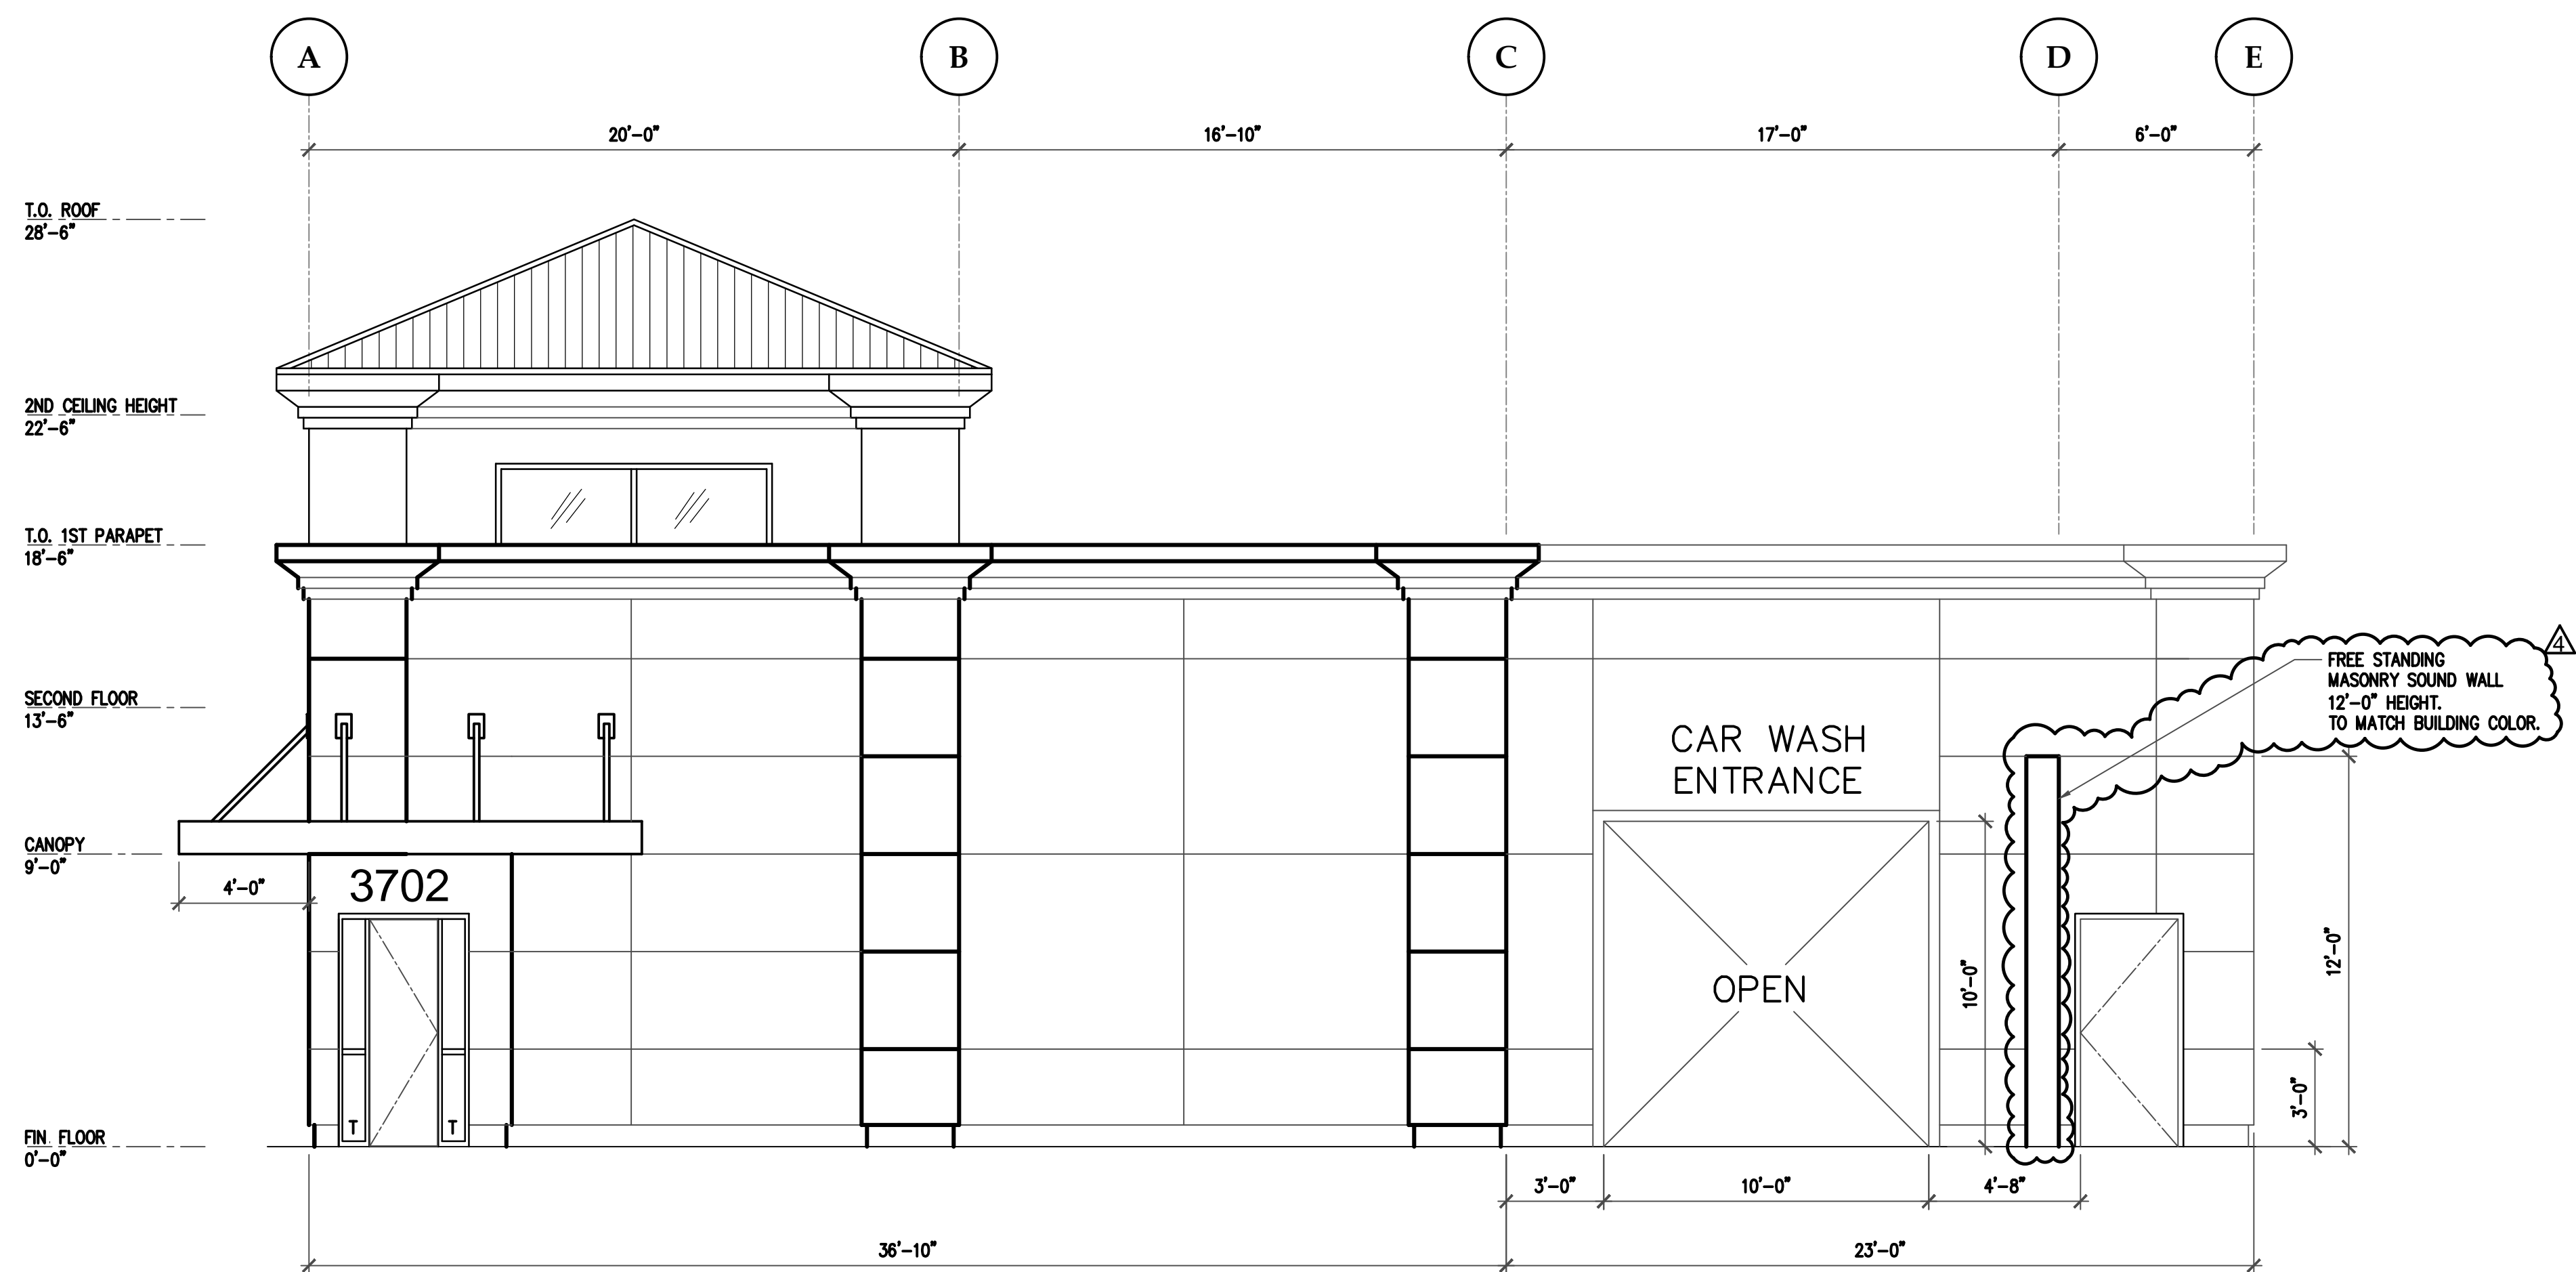 A B C D E
20'-0" 16'-10" 17'-0" 6'-0"
T.O. ROOF
28'-6"
2ND CEILING HEIGHT
22'-6"
T.O. 1ST PARAPET
18'-6"
4
FREE STANDING
MASONRY SOUND WALL
12'-0" HEIGHT.
TO MATCH BUILDING COLOR.
SECOND FLOOR
13'-6"
CAR WASH
ENTRANCE
CANOPY
9'-0"
4'-0"
3702
OPEN
10'-0"
12'-0"
3'-0"
T T
FIN. FLOOR
0'-0"
3'-0" 10'-0" 4'-8"
36'-10" 23'-0"